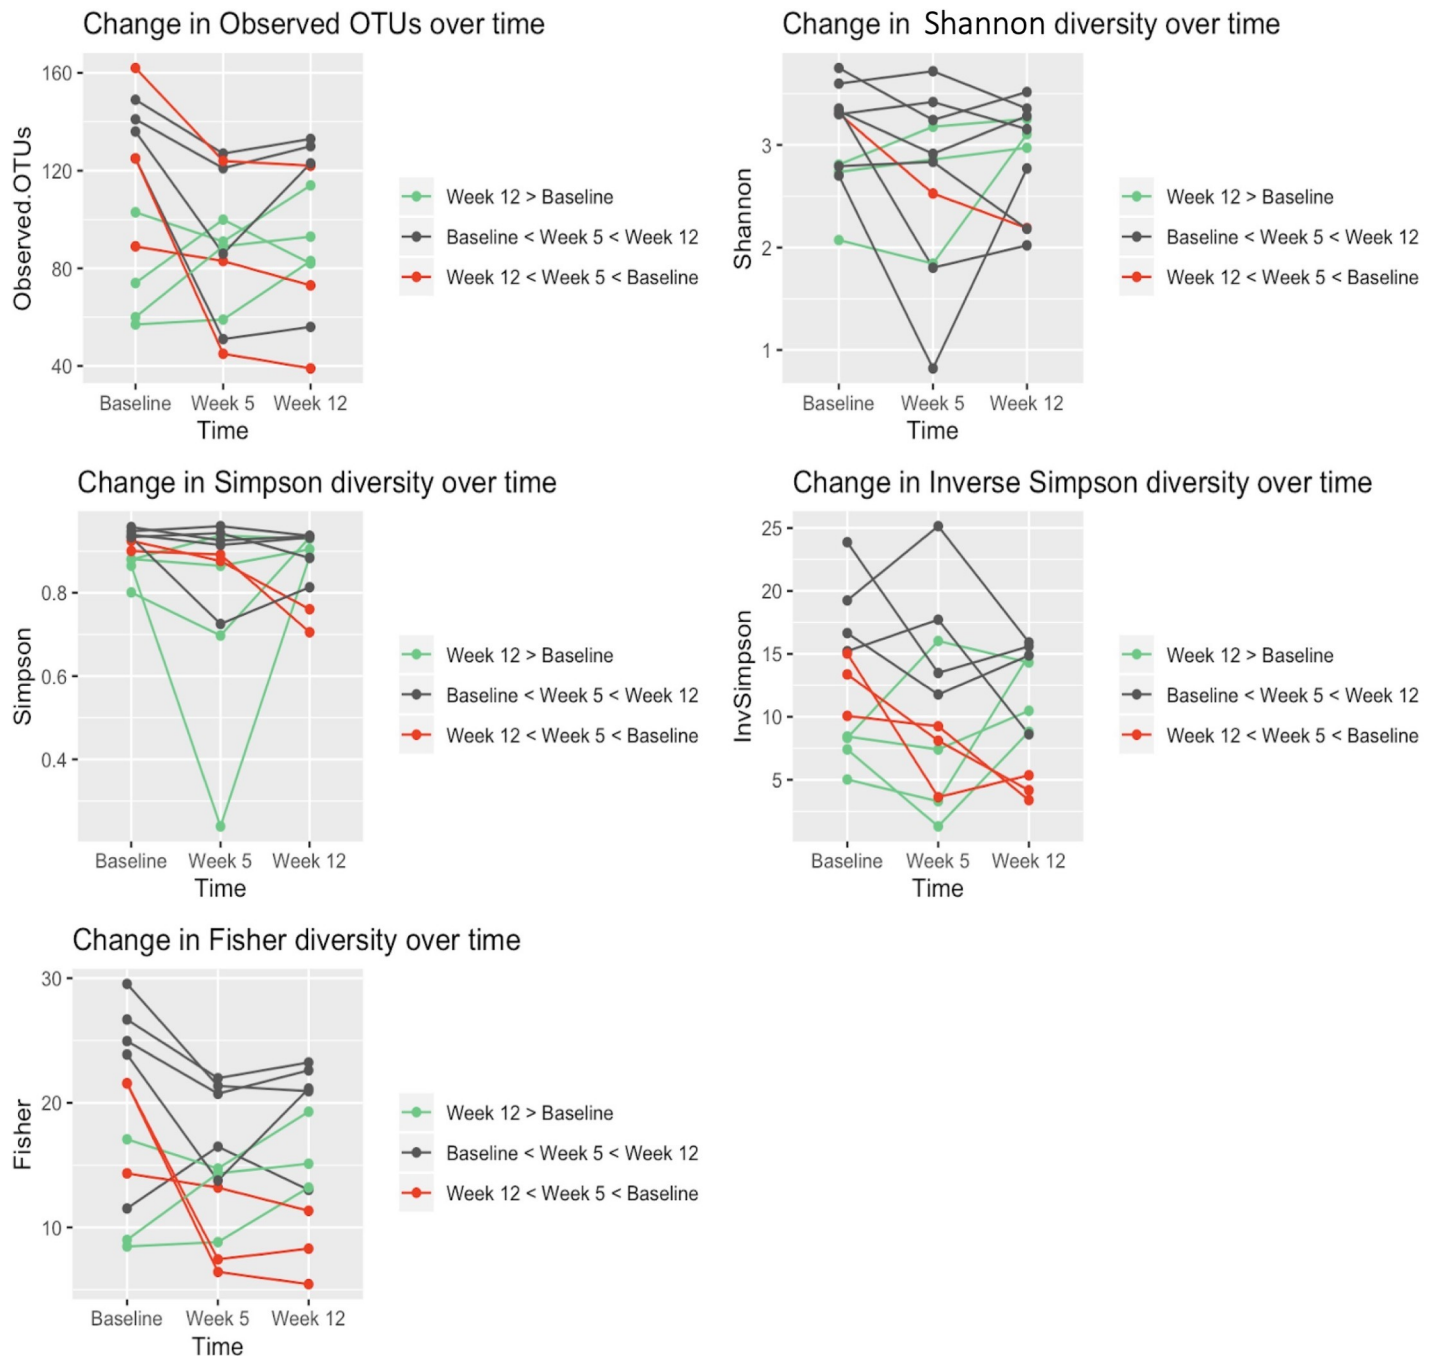 Change in Observed OTUs over time
160
120
80
40
Observed.OTUs
Baseline Week 5 Week 12
Time
Week 12 > Baseline
Baseline < Week 5 < Week 12
Week 12 < Week 5 < Baseline
Change in Shannon diversity over time
3
2
1
Shannon
Baseline Week 5 Week 12
Time
Week 12 > Baseline
Baseline < Week 5 < Week 12
Week 12 < Week 5 < Baseline
Change in Simpson diversity over time
0.8
0.6
0.4
Simpson
Baseline Week 5 Week 12
Time
Week 12 > Baseline
Baseline < Week 5 < Week 12
Week 12 < Week 5 < Baseline
Change in Inverse Simpson diversity over time
25
20
15
10
5
InvSimpson
Baseline Week 5 Week 12
Time
Week 12 > Baseline
Baseline < Week 5 < Week 12
Week 12 < Week 5 < Baseline
Change in Fisher diversity over time
30
20
10
Fisher
Baseline Week 5 Week 12
Time
Week 12 > Baseline
Baseline < Week 5 < Week 12
Week 12 < Week 5 < Baseline